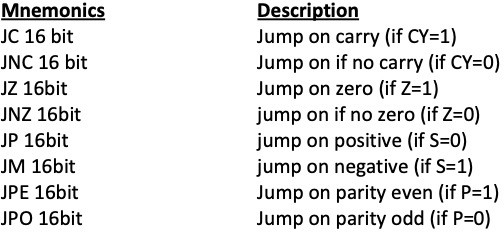 Mnemonics Description
JC 16 bit Jump on carry (if CY=1)
JNC 16 bit Jump on if no carry (if CY=0)
JZ 16bit Jump on zero (if Z=1)
JNZ 16bit jump on if no zero (if Z=0)
JP 16bit jump on positive (if S=0)
JM 16bit jump on negative (if S=1)
JPE 16bit Jump on parity even (if P=1)
JPO 16bit Jump on parity odd (if P=0)